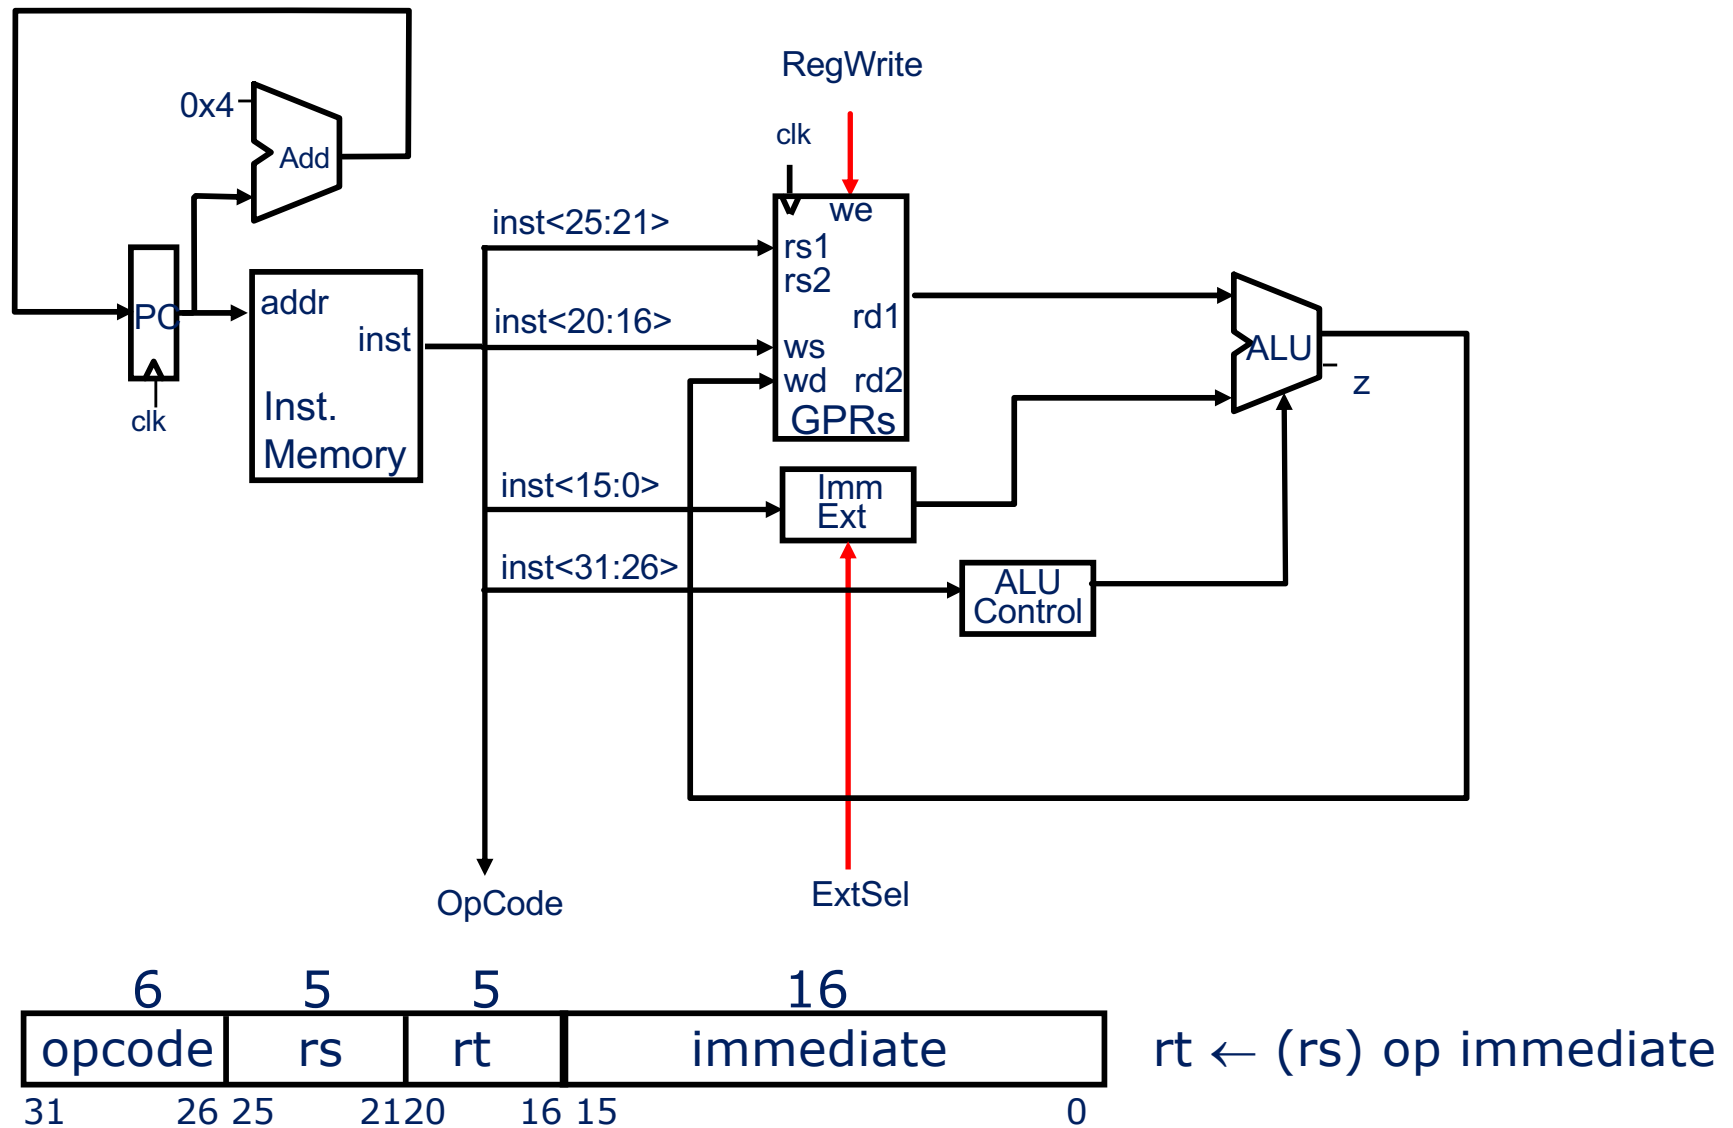 RegWrite
0x4
clk
Add
we
inst<25:21>
rs1
rs2
addr
PC
rd1
inst<20:16>
inst
ws
ALU
wd
rd2
z
clk
Inst.
Memory
GPRs
inst<15:0>
Imm
Ext
inst<31:26>
ALU
Control
OpCode
ExtSel
6 5 5 16
opcode rs rt immediate rt ← (rs) op immediate
31 26 25 2120 16 15 0